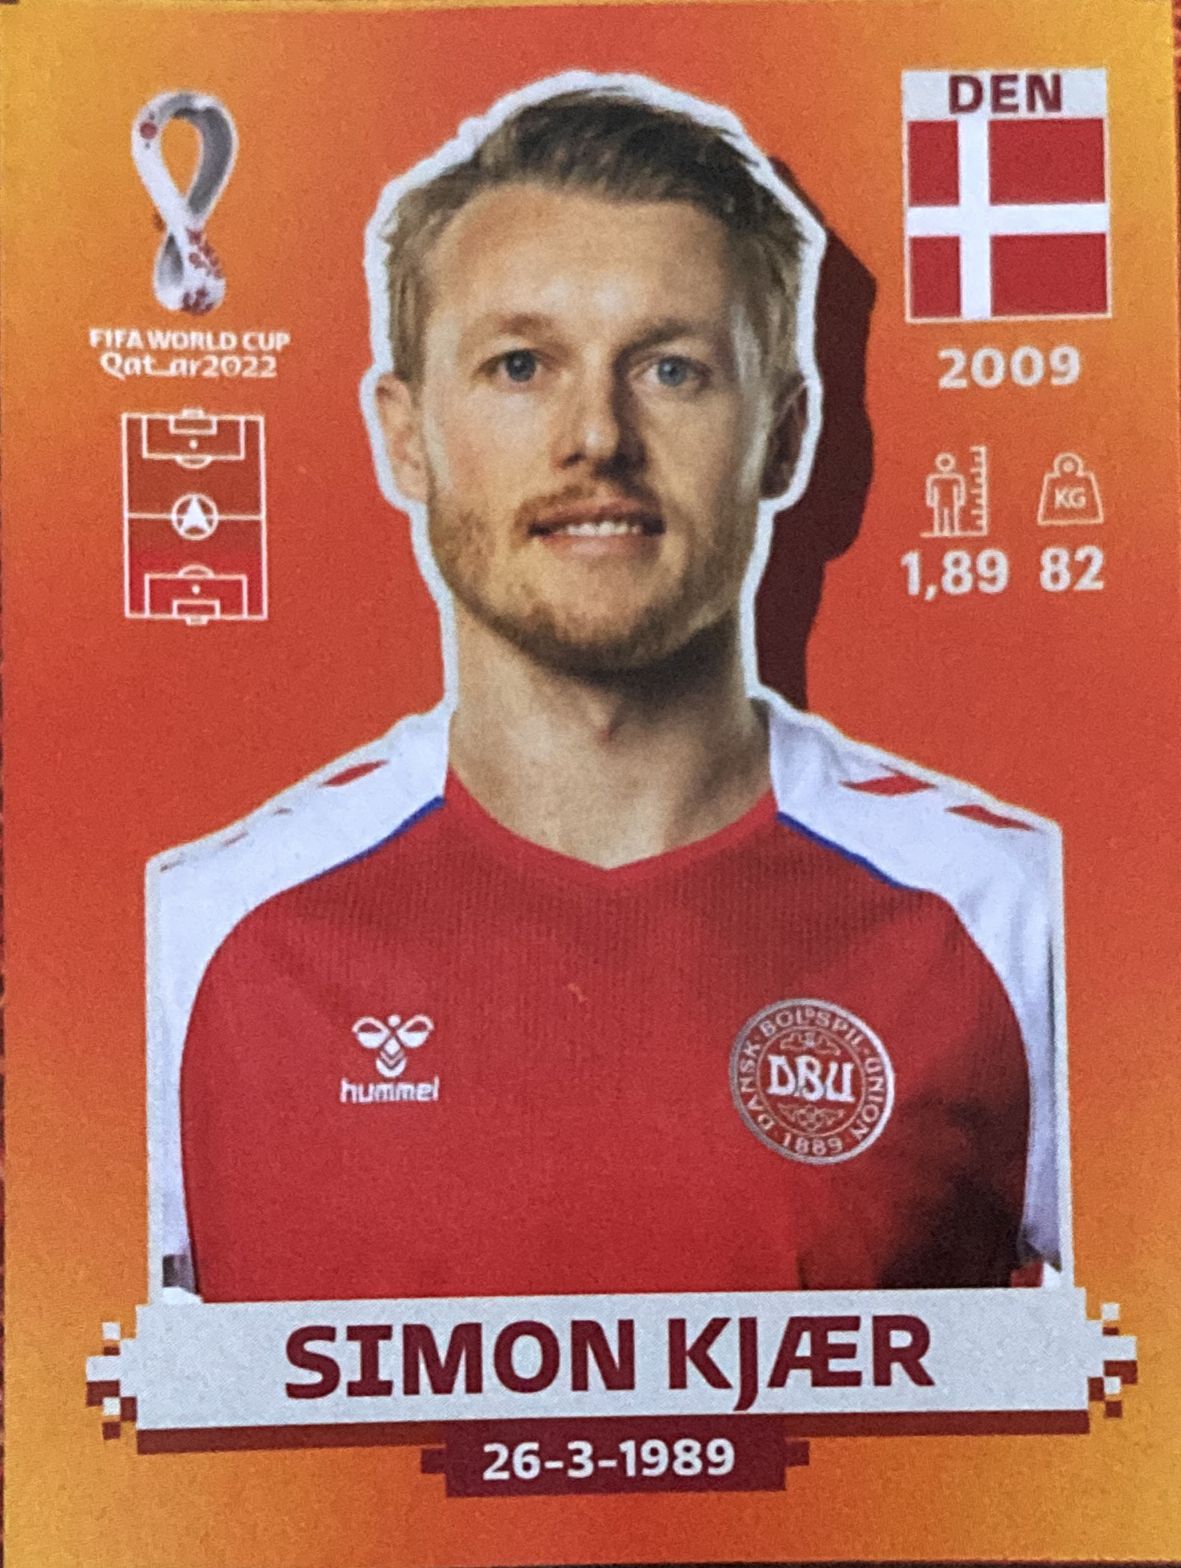 FIFA WORLD CUP
Qatar2022
DEN
2009
KG
1,89 82
hummel
DANSK BOLDSPIL-UNION
DBU
1889
SIMON KJÆR
26-3-1989